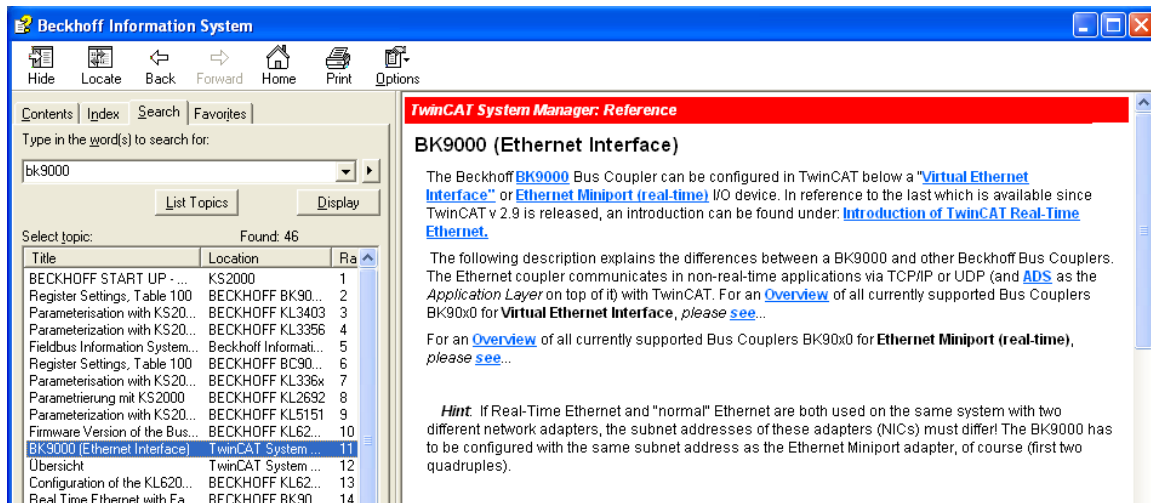 Beckhoff Information System
Hide Locate Back Forward Home Print Options
Contents Index Search Favorites
Type in the word(s) to search for:
bk9000
List Topics Display
Select topic: Found: 46
Title Location Ra
BECKHOFF START UP - ... KS2000 1
Register Settings, Table 100 BECKHOFF BK90... 2
Parameterisation with KS20... BECKHOFF KL3403 3
Parameterization with KS20... BECKHOFF KL3356 4
Fieldbus Information System... Beckhoff Informati... 5
Register Settings, Table 100 BECKHOFF BC90... 6
Parameterisation with KS20... BECKHOFF KL336x 7
Parametrierung mit KS2000 BECKHOFF KL2692 8
Parameterization with KS20... BECKHOFF KL5151 9
Firmware Version of the Bus... BECKHOFF KL62... 10
BK9000 (Ethernet Interface) TwinCAT System ... 11
Übersicht TwinCAT System ... 12
Configuration of the KL620... BECKHOFF KL62... 13
Real Time Ethernet with Fa... BECKHOFF BK90... 14
TwinCAT System Manager: Reference
BK9000 (Ethernet Interface)
The Beckhoff BK9000 Bus Coupler can be configured in TwinCAT below a "Virtual Ethernet
Interface" or Ethernet Miniport (real-time) I/O device. In reference to the last which is available since
TwinCAT v 2.9 is released, an introduction can be found under: Introduction of TwinCAT Real-Time
Ethernet.
The following description explains the differences between a BK9000 and other Beckhoff Bus Couplers.
The Ethernet coupler communicates in non-real-time applications via TCP/IP or UDP (and ADS as the
Application Layer on top of it) with TwinCAT. For an Overview of all currently supported Bus Couplers
BK90x0 for Virtual Ethernet Interface, please see...
For an Overview of all currently supported Bus Couplers BK90x0 for Ethernet Miniport (real-time),
please see...
Hint: If Real-Time Ethernet and "normal" Ethernet are both used on the same system with two
different network adapters, the subnet addresses of these adapters (NICs) must differ! The BK9000 has
to be configured with the same subnet address as the Ethernet Miniport adapter, of course (first two
quadruples).